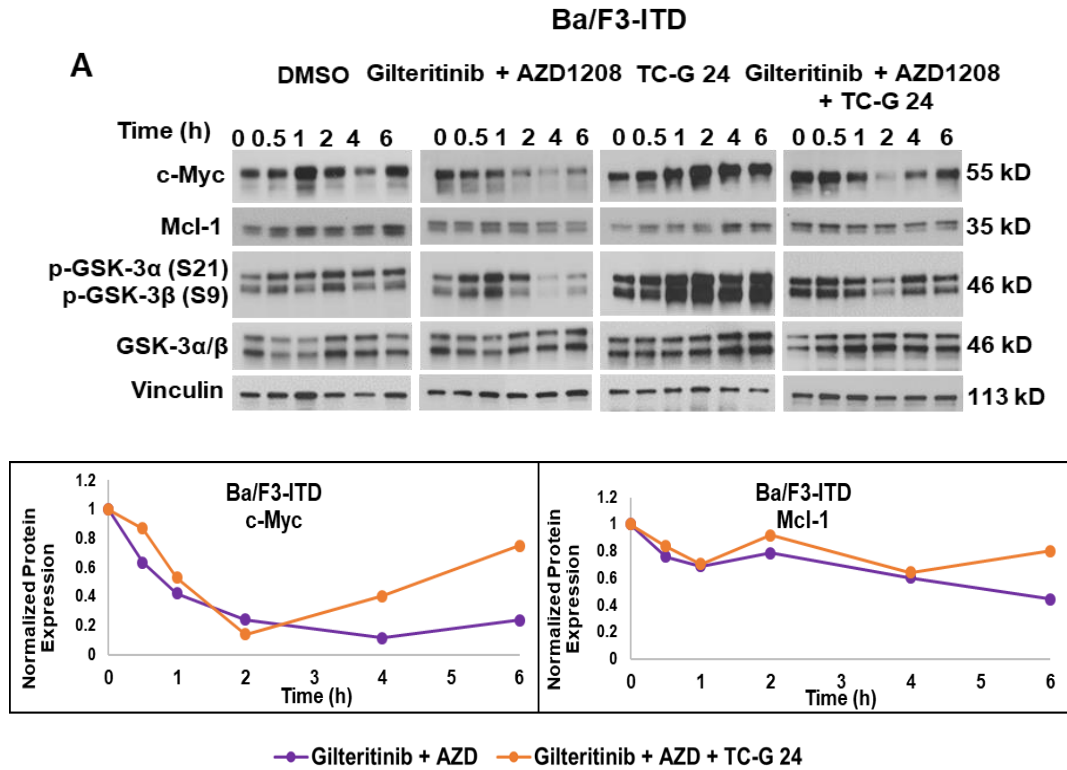 Ba/F3-ITD
A
DMSO Gilteritinib + AZD1208 TC-G 24 Gilteritinib + AZD1208
+ TC-G 24
Time (h) 0 0.5 1 2 4 6 0 0.5 1 2 4 6 0 0.5 1 2 4 6 0 0.5 1 2 4 6
c-Myc 55 kD
Mcl-1 35 kD
p-GSK-3α (S21)
p-GSK-3β (S9) 46 kD
GSK-3α/β 46 kD
Vinculin 113 kD
Ba/F3-ITD
c-Myc
Normalized Protein
Expression
1.2
1
0.8
0.6
0.4
0.2
0
0 1 2 3 4 5 6
Time (h)
Ba/F3-ITD
Mcl-1
Normalized Protein
Expression
1.2
1
0.8
0.6
0.4
0.2
0
0 1 2 3 4 5 6
Time (h)
Gilteritinib + AZD Gilteritinib + AZD + TC-G 24